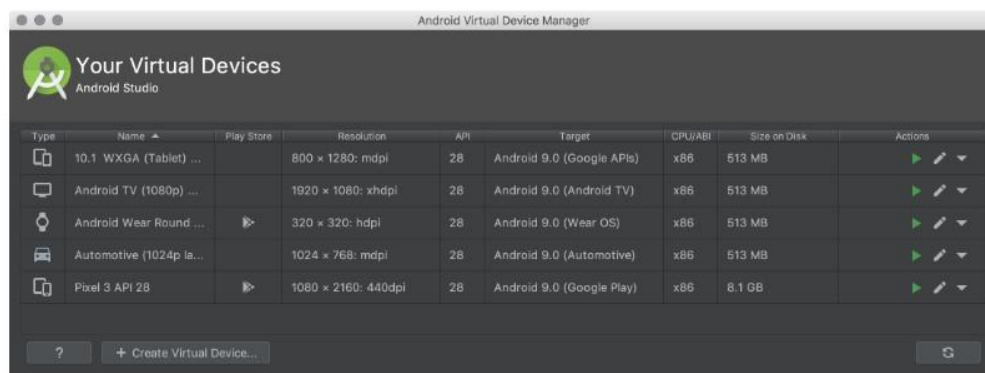 Android Virtual Device Manager
Your Virtual Devices
Android Studio
Type Name Play Store Resolution API Target CPU/ABI Size on Disk Actions
10.1 WXGA (Tablet) ... 800 × 1280: mdpi 28 Android 9.0 (Google APIs) x86 513 MB
Android TV (1080p) ... 1920 × 1080: xhdpi 28 Android 9.0 (Android TV) x86 513 MB
Android Wear Round ... 320 × 320: hdpi 28 Android 9.0 (Wear OS) x86 513 MB
Automotive (1024p la... 1024 × 768: mdpi 28 Android 9.0 (Automotive) x86 513 MB
Pixel 3 API 28 1080 × 2160: 440dpi 28 Android 9.0 (Google Play) x86 8.1 GB
? + Create Virtual Device...